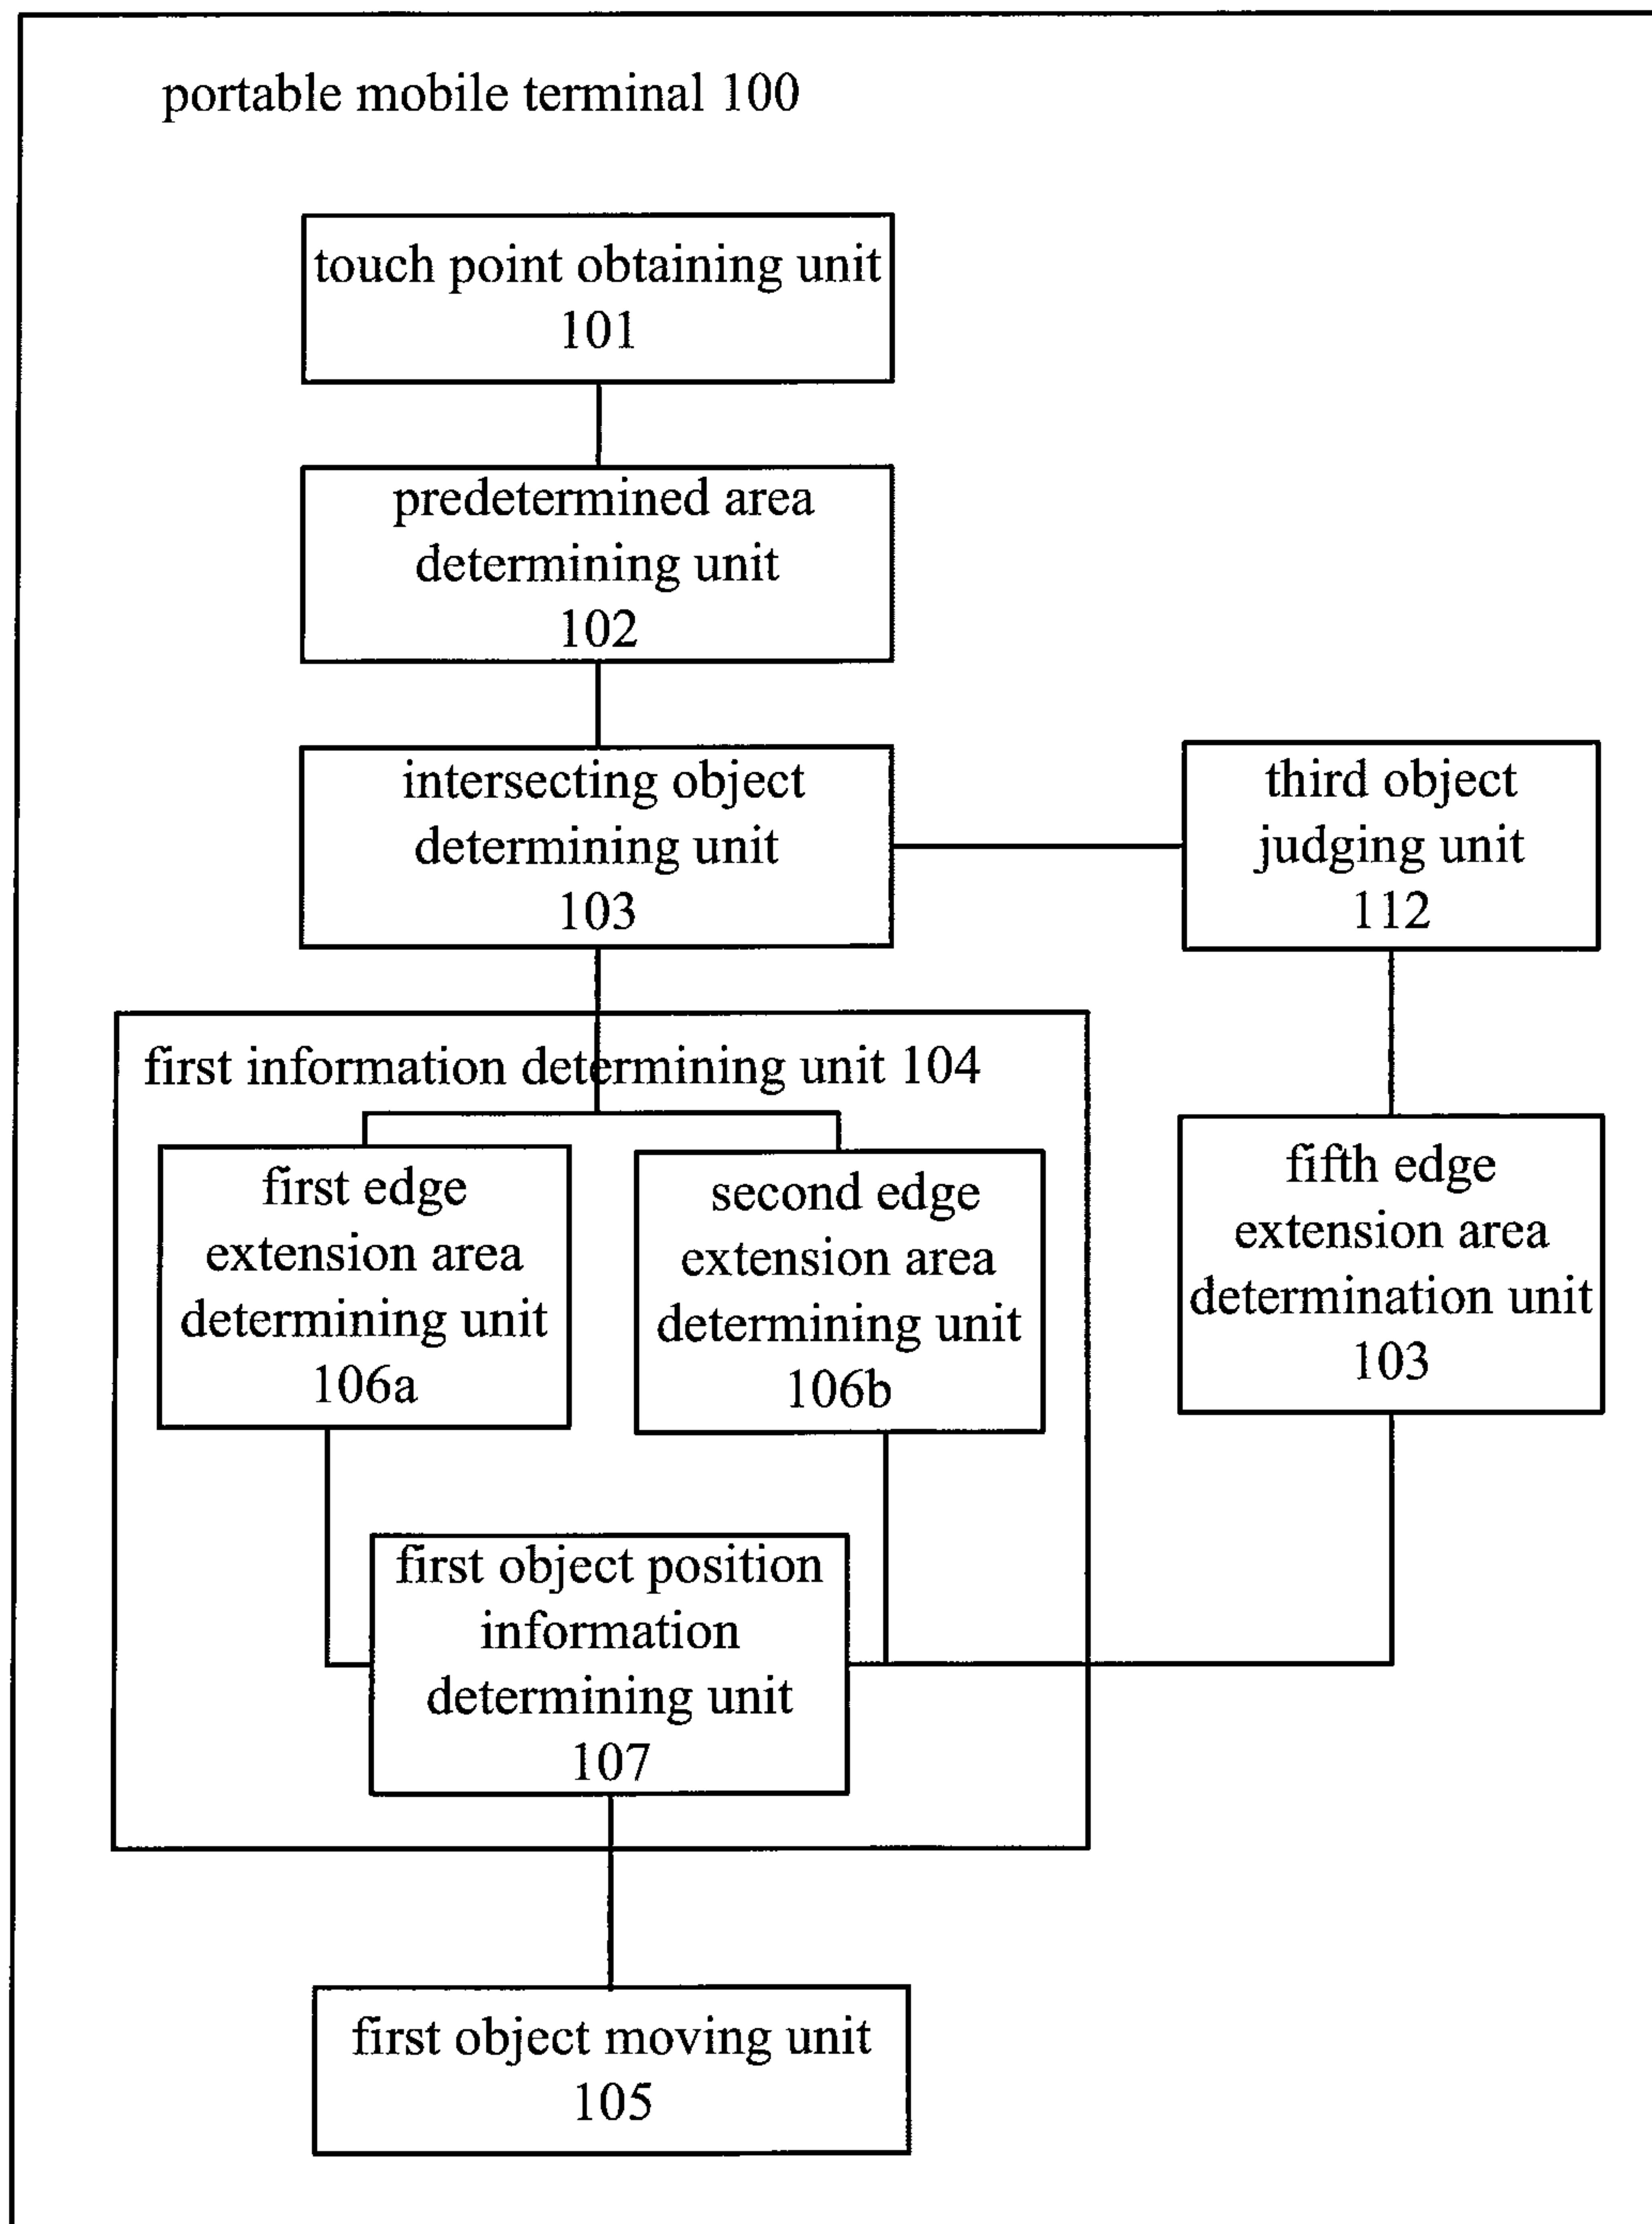 portable mobile terminal 100
touch point obtaining unit
101
predetermined area
determining unit
102
intersecting object
determining unit
103
third object
judging unit
112
first information determining unit 104
first edge
extension area
determining unit
106a
second edge
extension area
determining unit
106b
fifth edge
extension area
determination unit
103
first object position
information
determining unit
107
first object moving unit
105